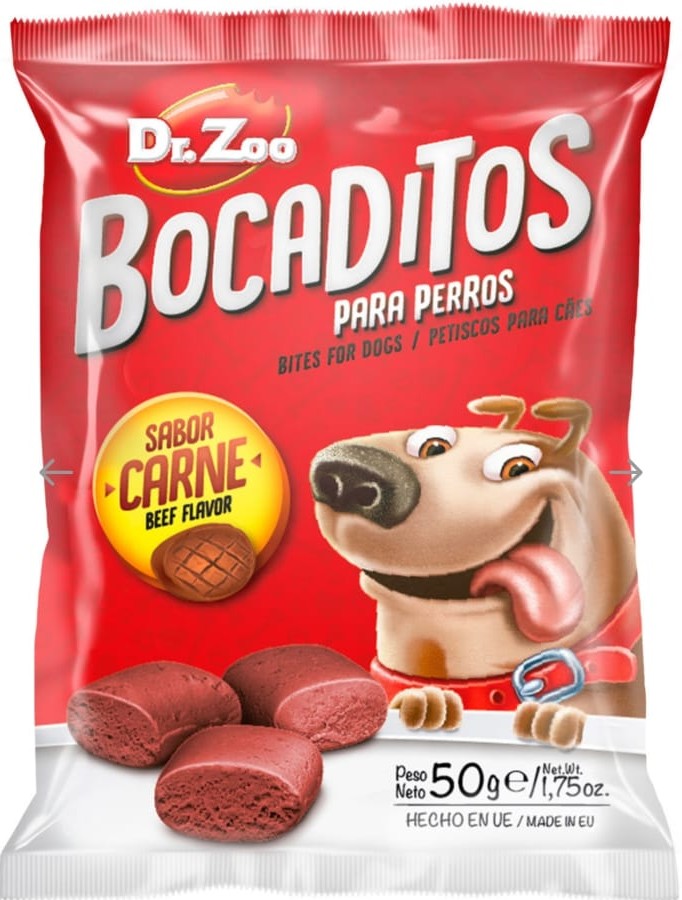 Dr. Zoo
BOCADiTOS
PARA PERROS
BITES FOR DOGS / PETISCOS PARA CÃES
SABOR
CARNE
BEEF FLAVOR
Peso Neto 50g e / Net.Wt. 1,75oz.
HECHO EN UE / MADE IN EU